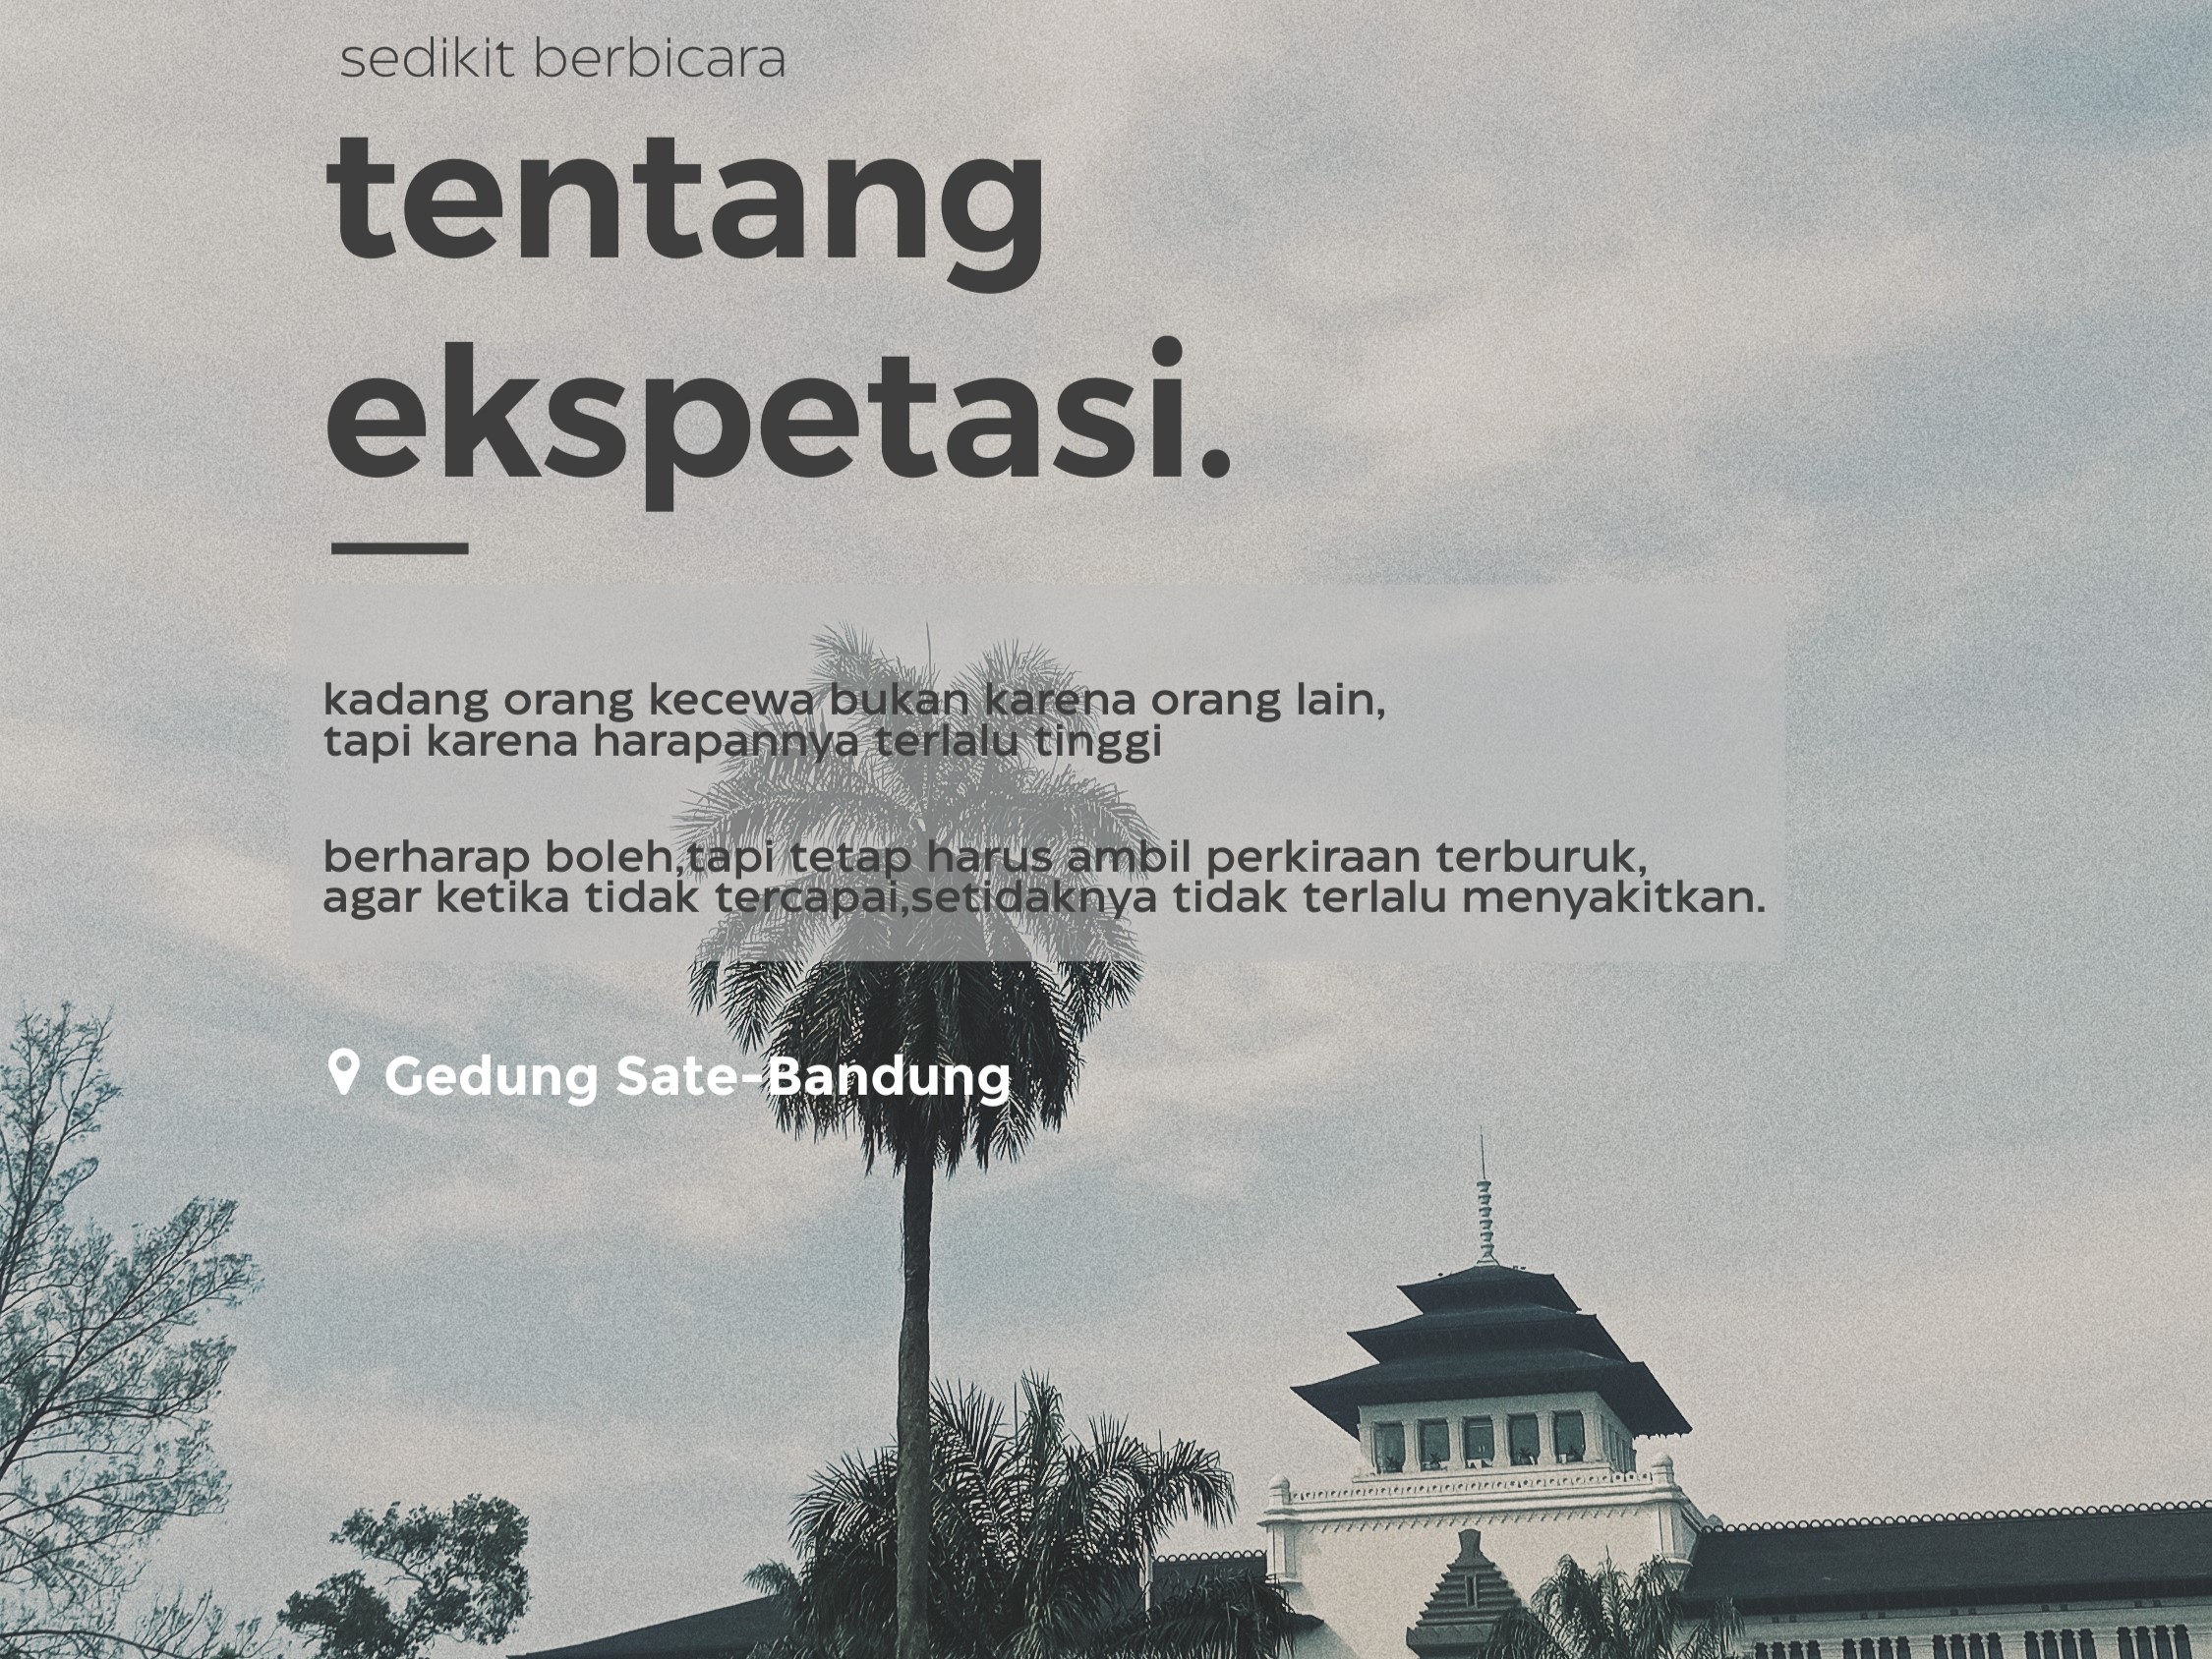 sedikit berbicara
tentang
ekspetasi.
kadang orang kecewa bukan karena orang lain,
tapi karena harapannya terlalu tinggi
berharap boleh,tapi tetap harus ambil perkiraan terburuk,
agar ketika tidak tercapai,setidaknya tidak terlalu menyakitkan.
Gedung Sate-Bandung